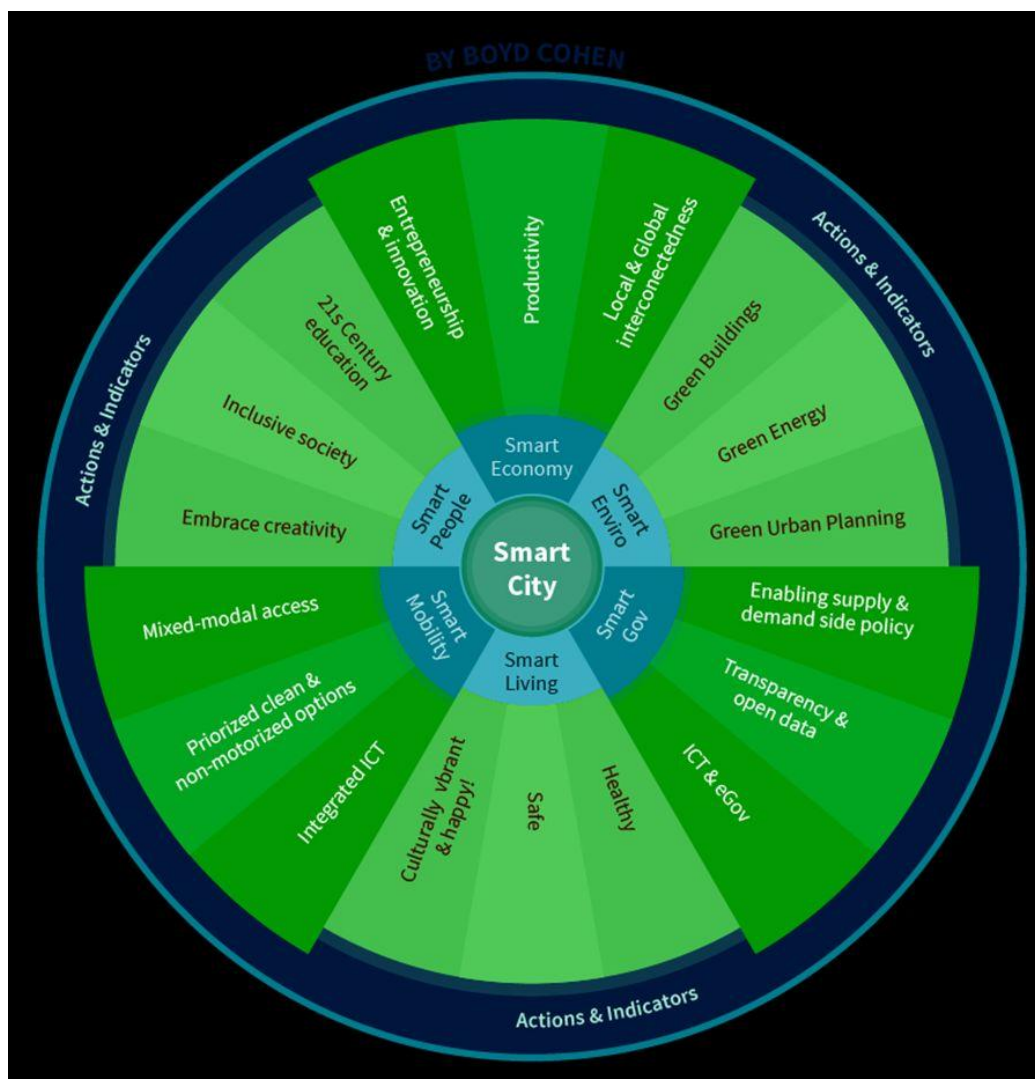 BY BOYD COHEN
Actions & Indicators
Actions & Indicators
Entrepreneurship
& innovation
Productivity
Local & Global
interconectedness
Green Buildings
Green Energy
Green Urban Planning
21s Century
education
Inclusive society
Embrace creativity
Smart
Economy
Smart
People
Smart
Enviro
Smart
City
Smart
Mobility
Smart
Gov
Smart
Living
Mixed-modal access
Priorized clean &
non-motorized options
Integrated ICT
Culturally vibrant
& happy!
Safe
Healthy
ICT & eGov
Transparency &
open data
Enabling supply &
demand side policy
Actions & Indicators